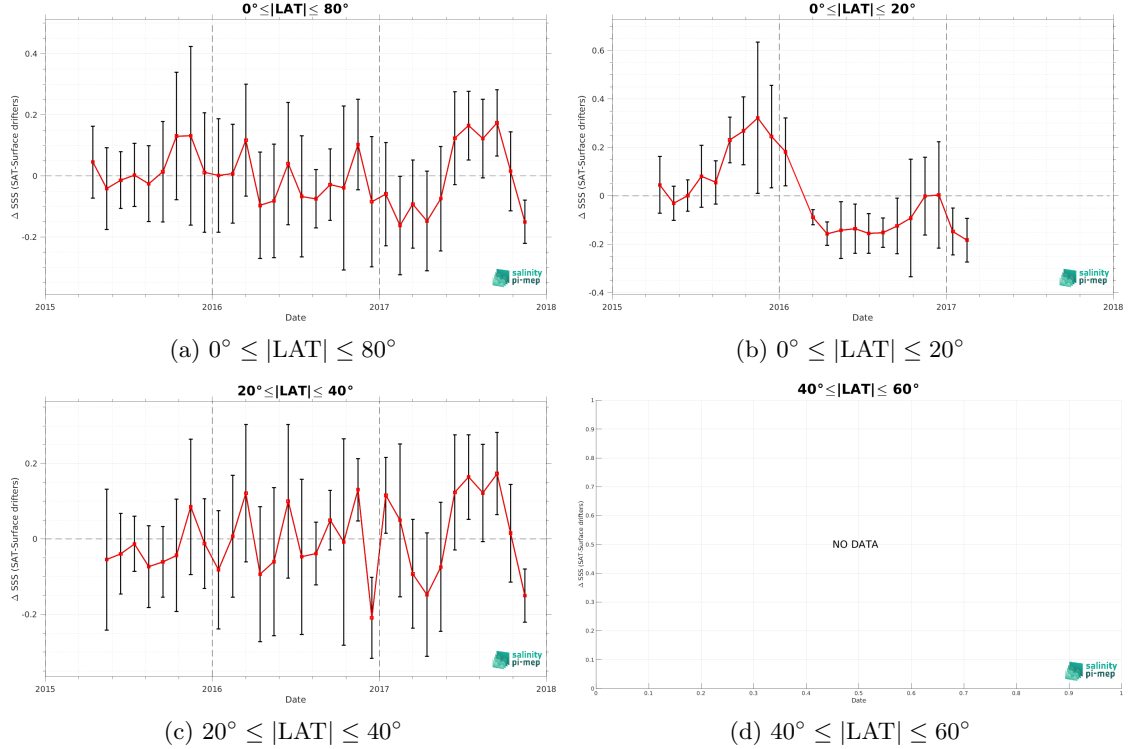 0°≤|LAT|≤ 80°
Δ SSS (SAT-Surface drifters)
0.4
0.2
0
-0.2
2015
2016
2017
2018
Date
salinity
pi-mep
(a) 0° ≤ |LAT| ≤ 80°
0°≤|LAT|≤ 20°
Δ SSS (SAT-Surface drifters)
0.6
0.4
0.2
0
-0.2
-0.4
2015
2016
2017
2018
Date
salinity
pi-mep
(b) 0° ≤ |LAT| ≤ 20°
20°≤|LAT|≤ 40°
Δ SSS (SAT-Surface drifters)
0.2
0
-0.2
2015
2016
2017
2018
Date
salinity
pi-mep
(c) 20° ≤ |LAT| ≤ 40°
40°≤|LAT|≤ 60°
Δ SSS (SAT-Surface drifters)
1
0.9
0.8
0.7
0.6
0.5
0.4
0.3
0.2
0.1
0
NO DATA
0
0.1
0.2
0.3
0.4
0.5
0.6
0.7
0.8
0.9
1
Date
salinity
pi-mep
(d) 40° ≤ |LAT| ≤ 60°